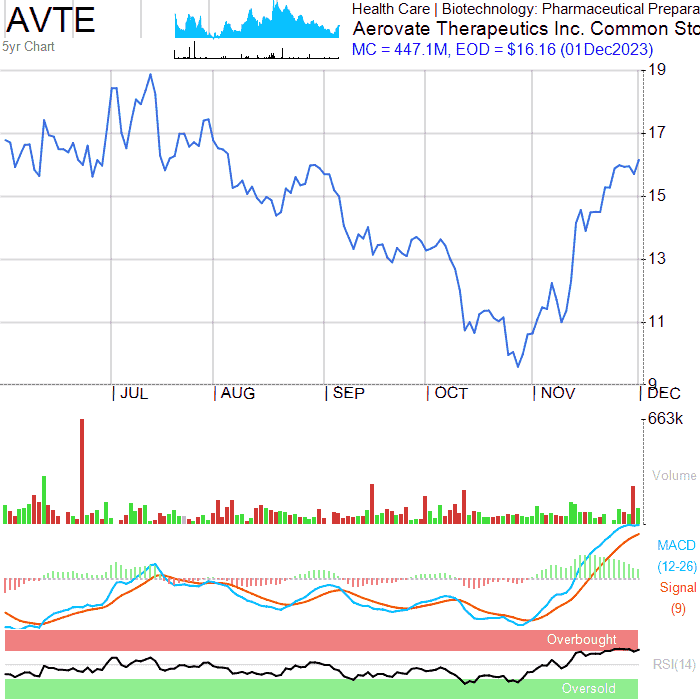 AVTE
5yr Chart
Health Care | Biotechnology: Pharmaceutical Prepara
Aerovate Therapeutics Inc. Common Sto
MC = 447.1M, EOD = $16.16 (01Dec2023)
19
17
15
13
11
9
JUL AUG SEP OCT NOV DEC
663k
Volume
MACD
(12-26)
Signal
(9)
Overbought
RSI(14)
Oversold